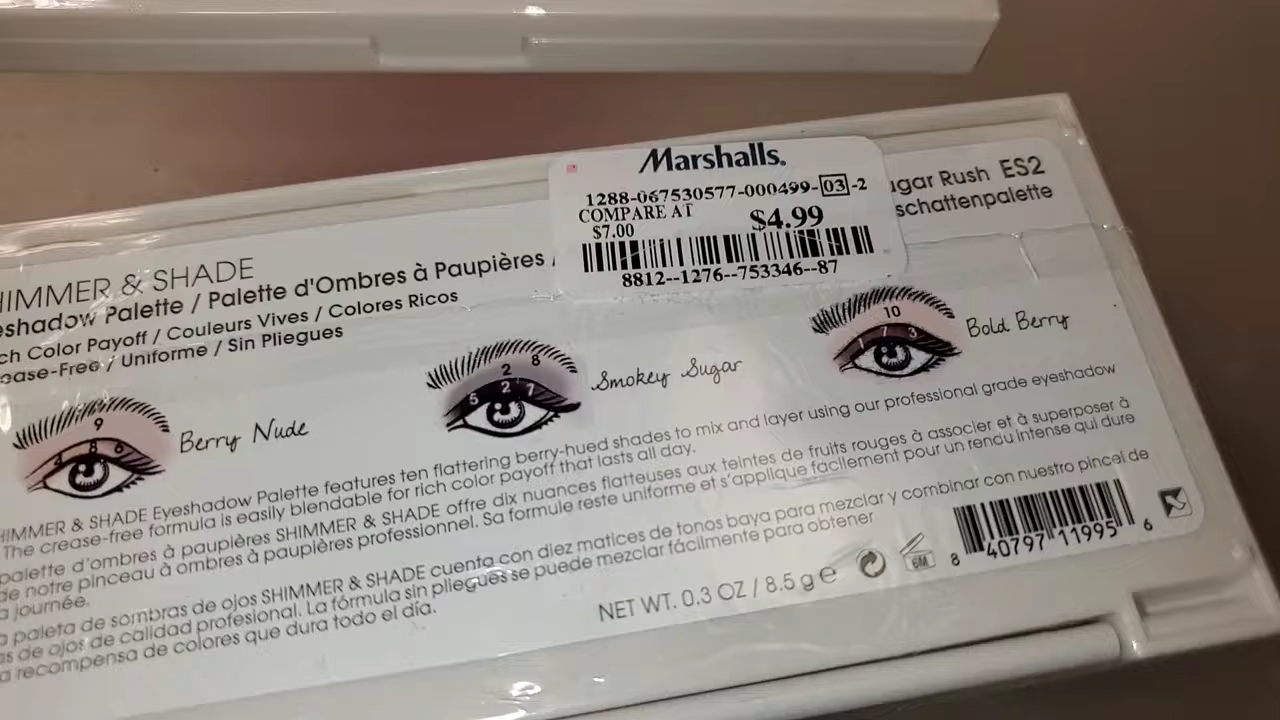 Marshalls.
1288-067530577-000499-03-2
COMPARE AT
$7.00
$4.99
8812--1276--753346--87
Rush ES2
HIMMER & SHADE
Palette / Palette d'Ombres à Paupières
schattenpalette
Color Payoff / Couleurs Vives / Colores Ricos
ease-Free / Uniforme / Sin Pliegues
9
4 8 6
Berry Nude
2 8
5 2 7
Smokey Sugar
10
1 3
Bold Berry
HIMMER & SHADE Eyeshadow Palette features ten flattering berry-hued shades to mix and layer using our professional grade eyeshadow
The crease-free formula is easily blendable for rich color payoff that lasts all day.
palette d'ombres à paupières SHIMMER & SHADE offre dix nuances flatteuses aux teintes de fruits rouges à associer et à superposer à
de notre pinceau à ombres à paupières professionnel. Sa formule reste uniforme et s'applique facilement pour un rendu intense qui dure
journée.
paleta de sombras de ojos SHIMMER & SHADE cuenta con diez matices de tonos baya para mezclar y combinar con nuestro pincel de
de ojos de calidad profesional. La fórmula sin pliegues se puede mezclar fácilmente para obtener
recompensa de colores que dura todo el día.
NET WT. 0.3 OZ / 8.5 g e
6M
8 40797 11995 6